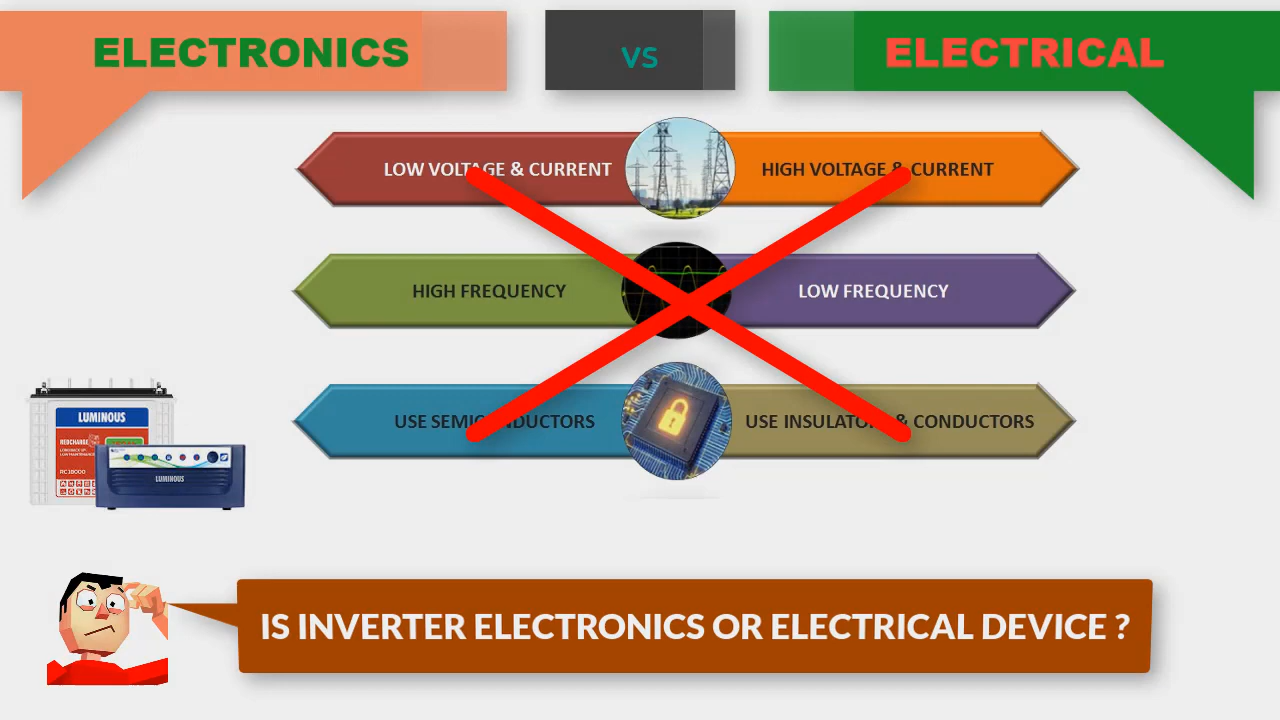 ELECTRONICS
VS
ELECTRICAL
LOW VOLTAGE & CURRENT
HIGH VOLTAGE & CURRENT
HIGH FREQUENCY
LOW FREQUENCY
USE SEMICONDUCTORS
USE INSULATORS & CONDUCTORS
LUMINOUS
RC18000
LUMINOUS
IS INVERTER ELECTRONICS OR ELECTRICAL DEVICE ?